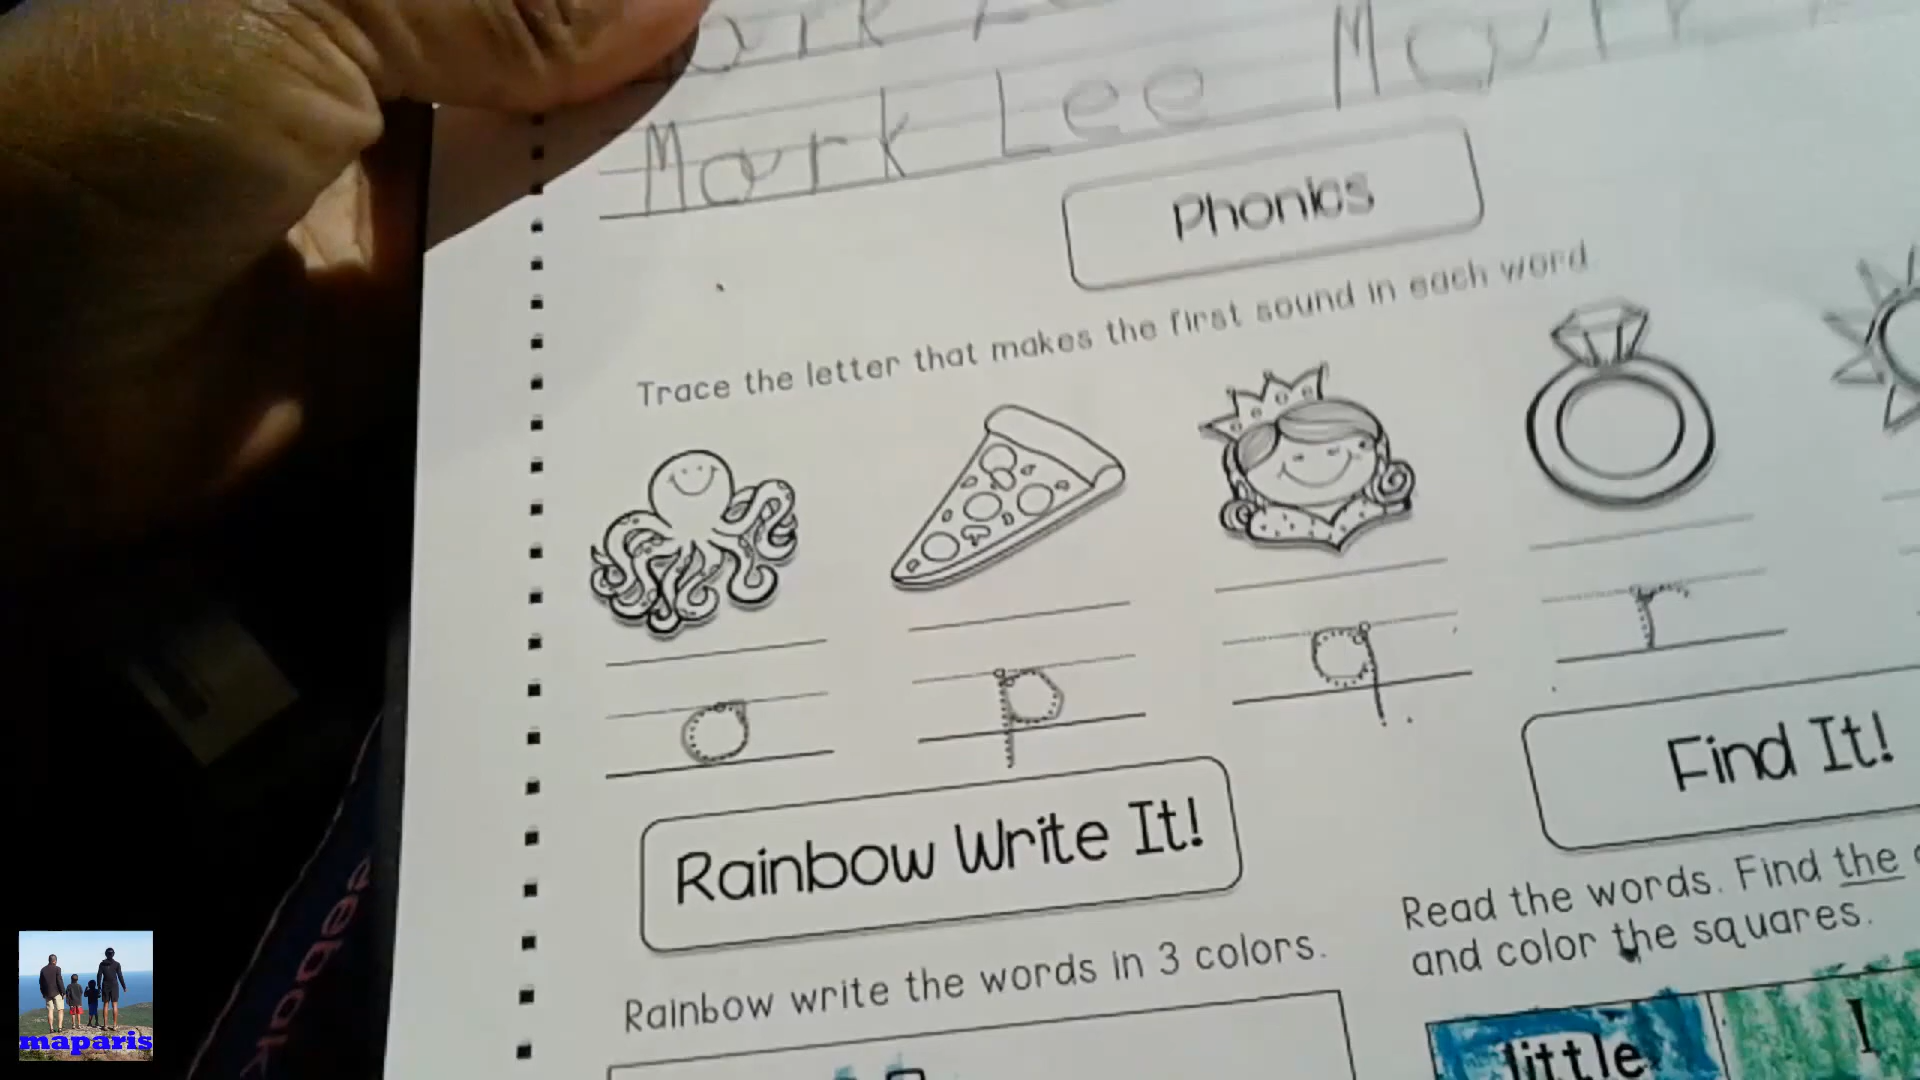 Mark Lee Mark
Phonics
Trace the letter that makes the first sound in each word
o p q r
Rainbow Write It!
Find It!
Rainbow write the words in 3 colors.
Read the words. Find the
and color the squares.
little I
maparis